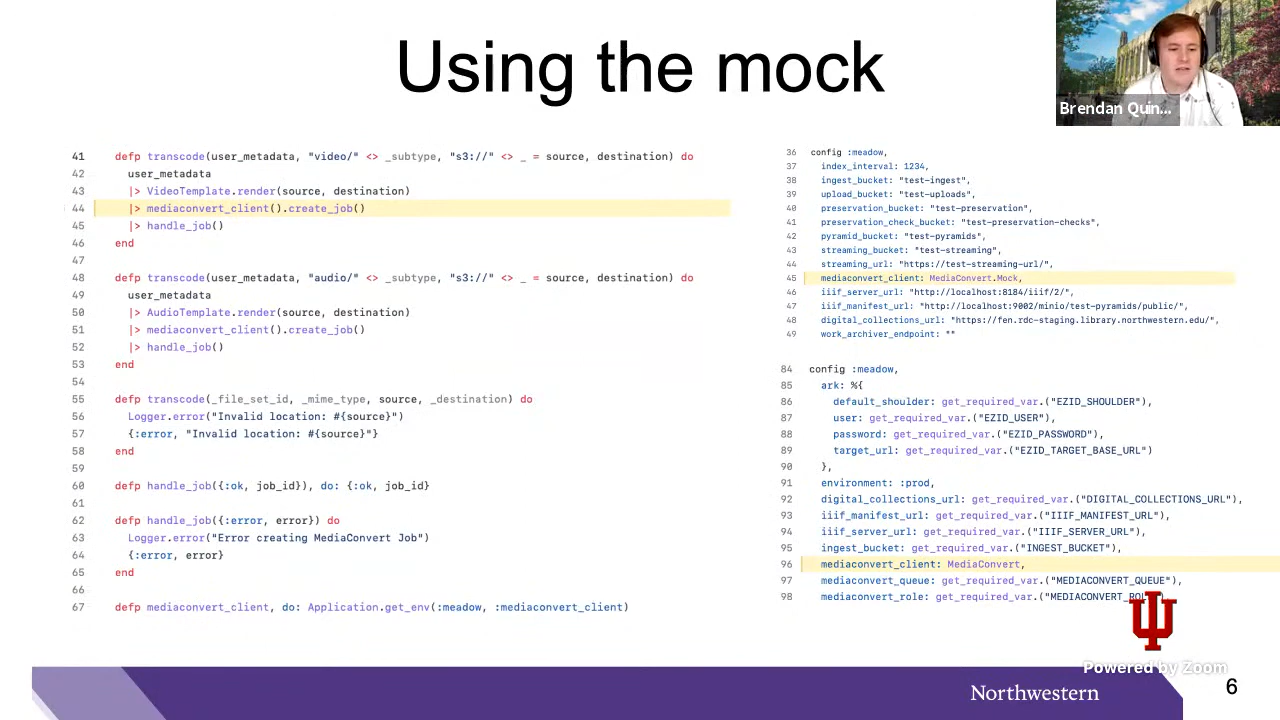 Using the mock
Brendan Quin...
41 defp transcode(user_metadata, "video/" <> _subtype, "s3://" <> _ = source, destination) do
42 user_metadata
43 |> VideoTemplate.render(source, destination)
44 |> mediaconvert_client().create_job()
45 |> handle_job()
46 end
47
48 defp transcode(user_metadata, "audio/" <> _subtype, "s3://" <> _ = source, destination) do
49 user_metadata
50 |> AudioTemplate.render(source, destination)
51 |> mediaconvert_client().create_job()
52 |> handle_job()
53 end
54
55 defp transcode(_file_set_id, _mime_type, source, _destination) do
56 Logger.error("Invalid location: #{source}")
57 {:error, "Invalid location: #{source}"}
58 end
59
60 defp handle_job({:ok, job_id}), do: {:ok, job_id}
61
62 defp handle_job({:error, error}) do
63 Logger.error("Error creating MediaConvert Job")
64 {:error, error}
65 end
66
67 defp mediaconvert_client, do: Application.get_env(:meadow, :mediaconvert_client)
36 config :meadow,
37 index_interval: 1234,
38 ingest_bucket: "test-ingest",
39 upload_bucket: "test-uploads",
40 preservation_bucket: "test-preservation",
41 preservation_check_bucket: "test-preservation-checks",
42 pyramid_bucket: "test-pyramids",
43 streaming_bucket: "test-streaming",
44 streaming_url: "https://test-streaming-url/",
45 mediaconvert_client: MediaConvert.Mock,
46 iiif_server_url: "http://localhost:8184/iiif/2/",
47 iiif_manifest_url: "http://localhost:9002/minio/test-pyramids/public/",
48 digital_collections_url: "https://fen.rdc-staging.library.northwestern.edu/",
49 work_archiver_endpoint: ""
84 config :meadow,
85 ark: %{
86 default_shoulder: get_required_var.("EZID_SHOULDER"),
87 user: get_required_var.("EZID_USER"),
88 password: get_required_var.("EZID_PASSWORD"),
89 target_url: get_required_var.("EZID_TARGET_BASE_URL")
90 },
91 environment: :prod,
92 digital_collections_url: get_required_var.("DIGITAL_COLLECTIONS_URL"),
93 iiif_manifest_url: get_required_var.("IIIF_MANIFEST_URL"),
94 iiif_server_url: get_required_var.("IIIF_SERVER_URL"),
95 ingest_bucket: get_required_var.("INGEST_BUCKET"),
96 mediaconvert_client: MediaConvert,
97 mediaconvert_queue: get_required_var.("MEDIACONVERT_QUEUE"),
98 mediaconvert_role: get_required_var.
Powered by Zoom
Northwestern
6